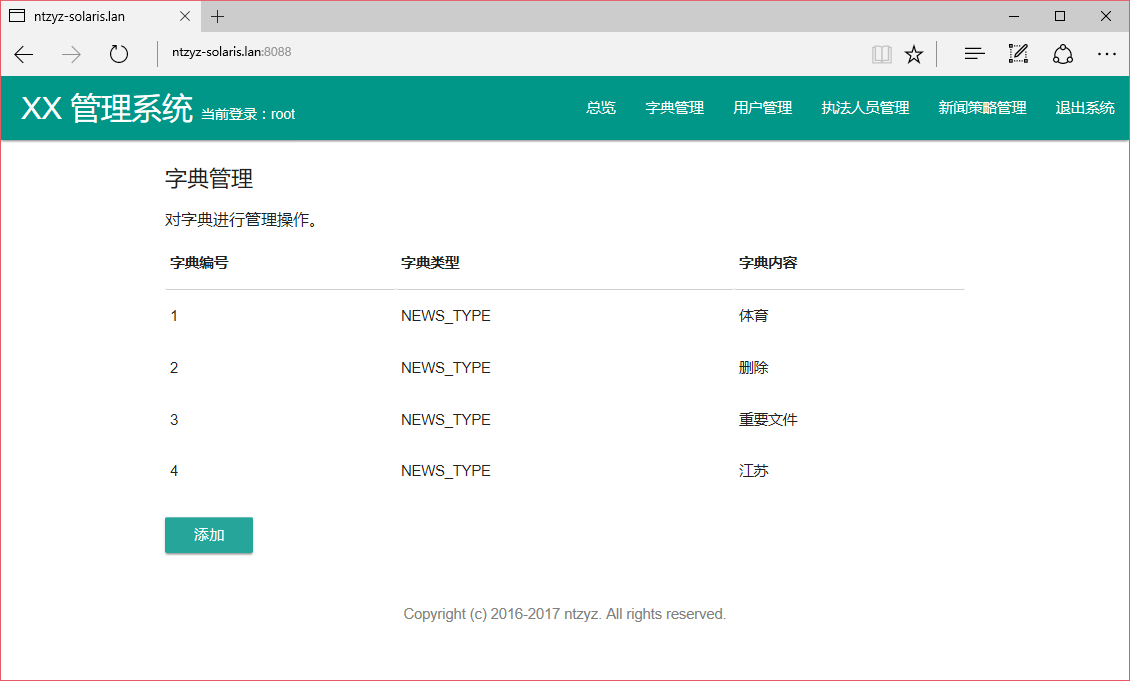 ntzyz-solaris.lan
ntzyz-solaris.lan:8088
XX 管理系统 当前登录：root 总览 字典管理 用户管理 执法人员管理 新闻策略管理 退出系统
字典管理
对字典进行管理操作。
字典编号 字典类型 字典内容
1 NEWS_TYPE 体育
2 NEWS_TYPE 删除
3 NEWS_TYPE 重要文件
4 NEWS_TYPE 江苏
添加
Copyright (c) 2016-2017 ntzyz. All rights reserved.